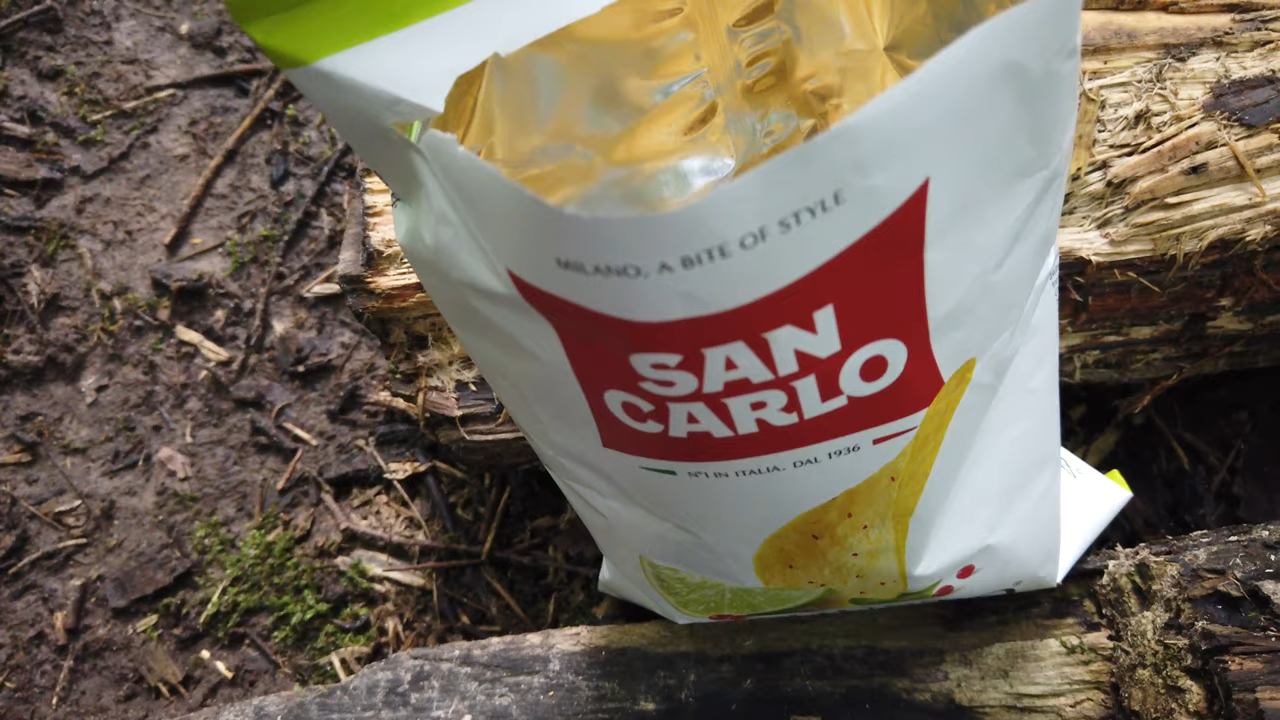 MILANO, A BITE OF STYLE
SAN
CARLO
N°1 IN ITALIA, DAL 1936